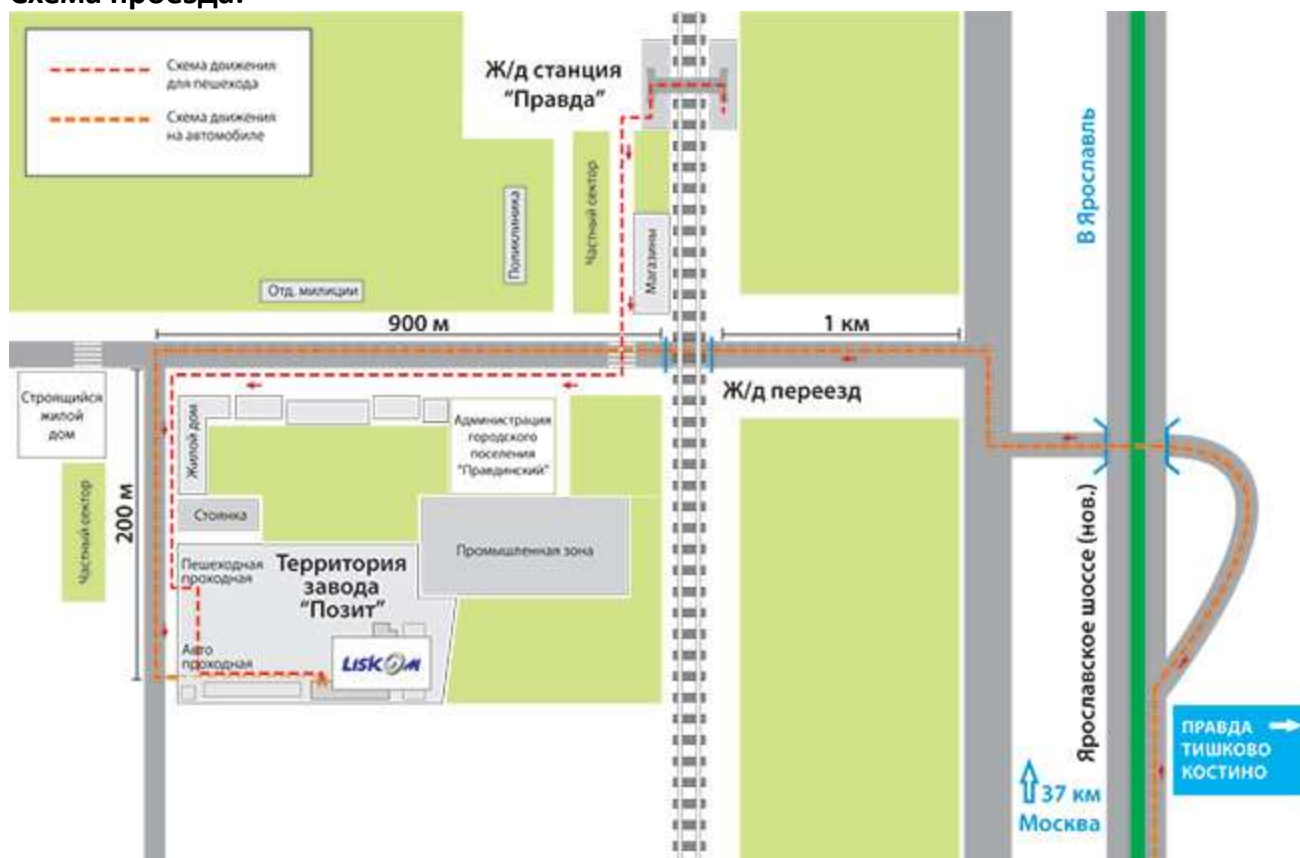 Схема проезда:
Схема движения
для пешехода
Схема движения
на автомобиле
Ж/д станция
"Правда"
Частный сектор
Поликлиника
Магазины
Отд. милиции
В Ярославль
900 м
1 км
Ж/д переезд
Строящийся
жилой
дом
Жилой дом
Администрация
городского
поселения
"Правдинский"
Частный сектор
200 м
Стоянка
Промышленная зона
Пешеходная
проходная
Территория
завода
"Позит"
Авто
проходная
LISKOM
Ярославское шоссе (нов.)
ПРАВДА
ТИШКОВО
КОСТИНО
37 км
Москва